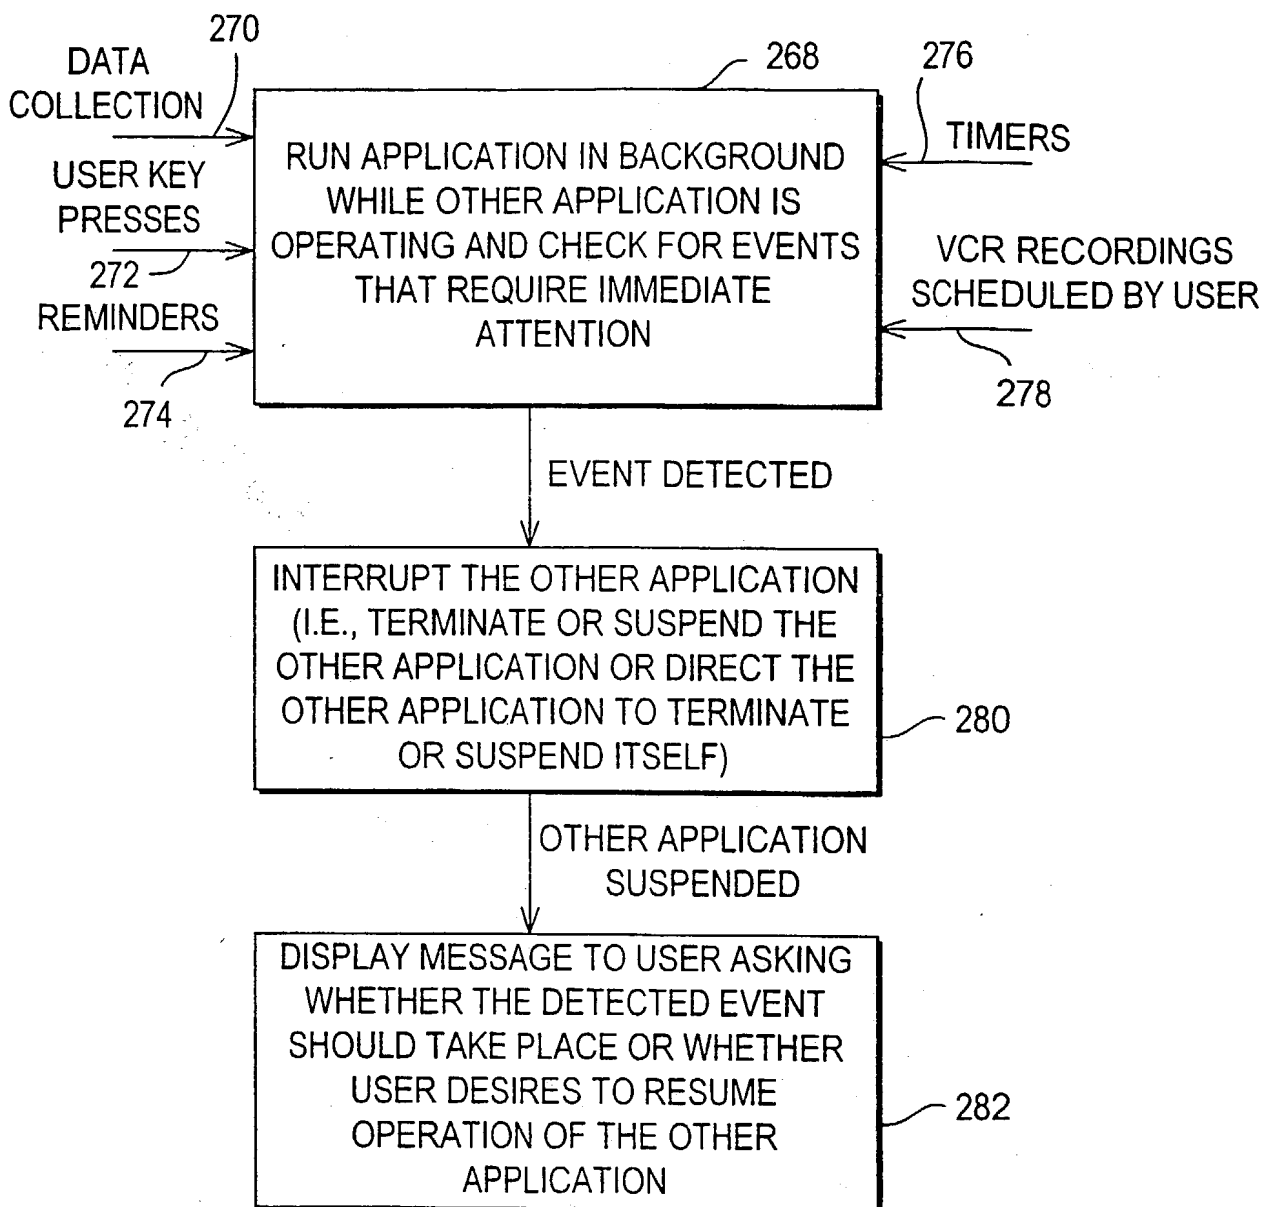 270
DATA
COLLECTION
USER KEY
PRESSES
272
REMINDERS
274
268
276
TIMERS
VCR RECORDINGS
SCHEDULED BY USER
278
RUN APPLICATION IN BACKGROUND
WHILE OTHER APPLICATION IS
OPERATING AND CHECK FOR EVENTS
THAT REQUIRE IMMEDIATE
ATTENTION
EVENT DETECTED
INTERRUPT THE OTHER APPLICATION
(I.E., TERMINATE OR SUSPEND THE
OTHER APPLICATION OR DIRECT THE
OTHER APPLICATION TO TERMINATE
OR SUSPEND ITSELF)
280
OTHER APPLICATION
SUSPENDED
DISPLAY MESSAGE TO USER ASKING
WHETHER THE DETECTED EVENT
SHOULD TAKE PLACE OR WHETHER
USER DESIRES TO RESUME
OPERATION OF THE OTHER
APPLICATION
282